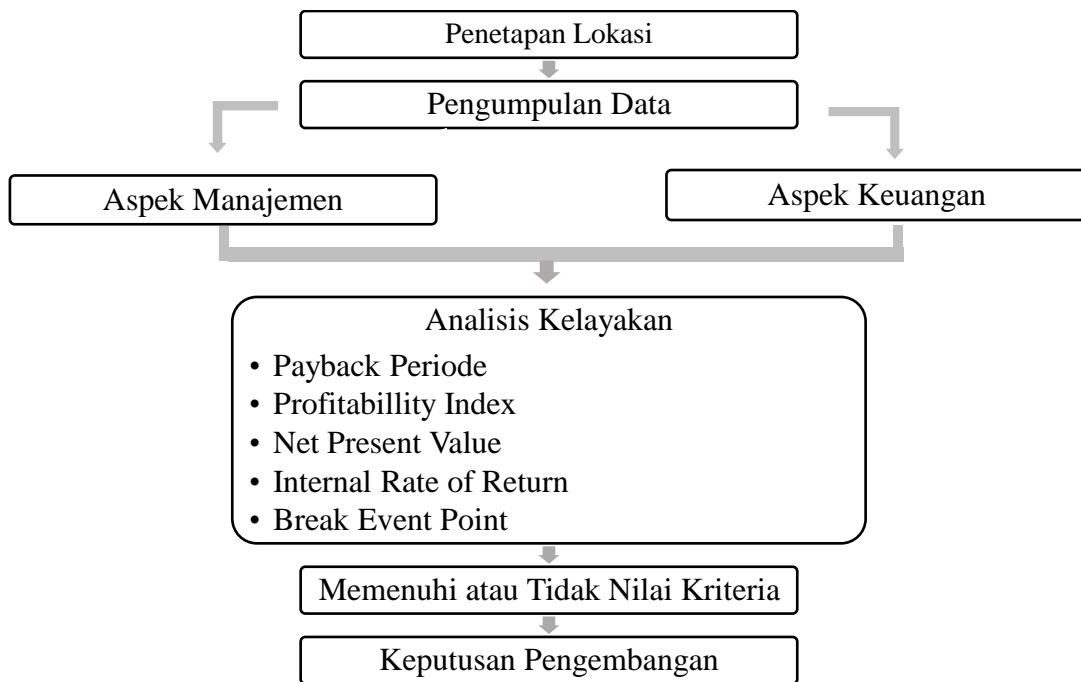 Penetapan Lokasi
Pengumpulan Data
Aspek Manajemen
Aspek Keuangan
Analisis Kelayakan
• Payback Periode
• Profitabillity Index
• Net Present Value
• Internal Rate of Return
• Break Event Point
Memenuhi atau Tidak Nilai Kriteria
Keputusan Pengembangan